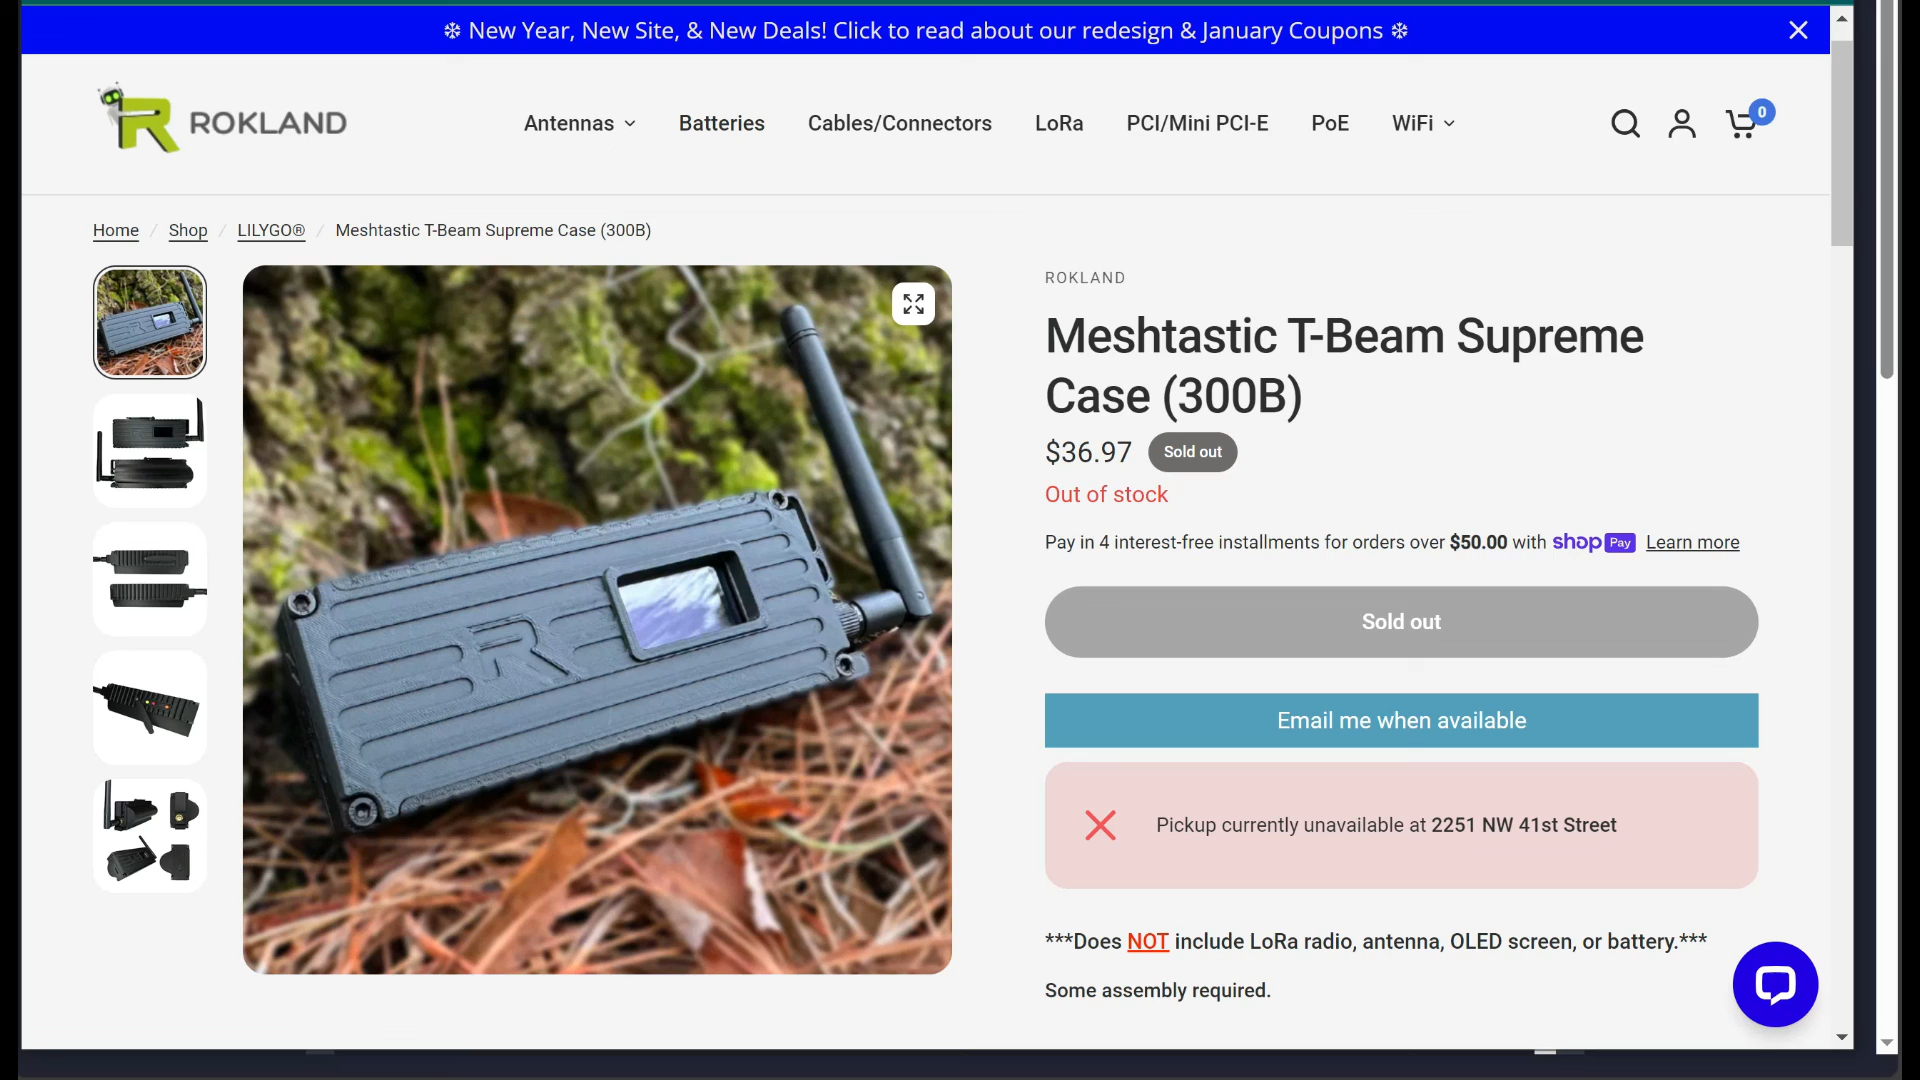 ❄ New Year, New Site, & New Deals! Click to read about our redesign & January Coupons ❄
ROKLAND
Antennas
Batteries
Cables/Connectors
LoRa
PCI/Mini PCI-E
PoE
WiFi
0
Home / Shop / LILYGO® / Meshtastic T-Beam Supreme Case (300B)
ROKLAND
Meshtastic T-Beam Supreme
Case (300B)
$36.97 Sold out
Out of stock
Pay in 4 interest-free installments for orders over $50.00 with shop Pay Learn more
Sold out
Email me when available
Pickup currently unavailable at 2251 NW 41st Street
***Does NOT include LoRa radio, antenna, OLED screen, or battery.***
Some assembly required.